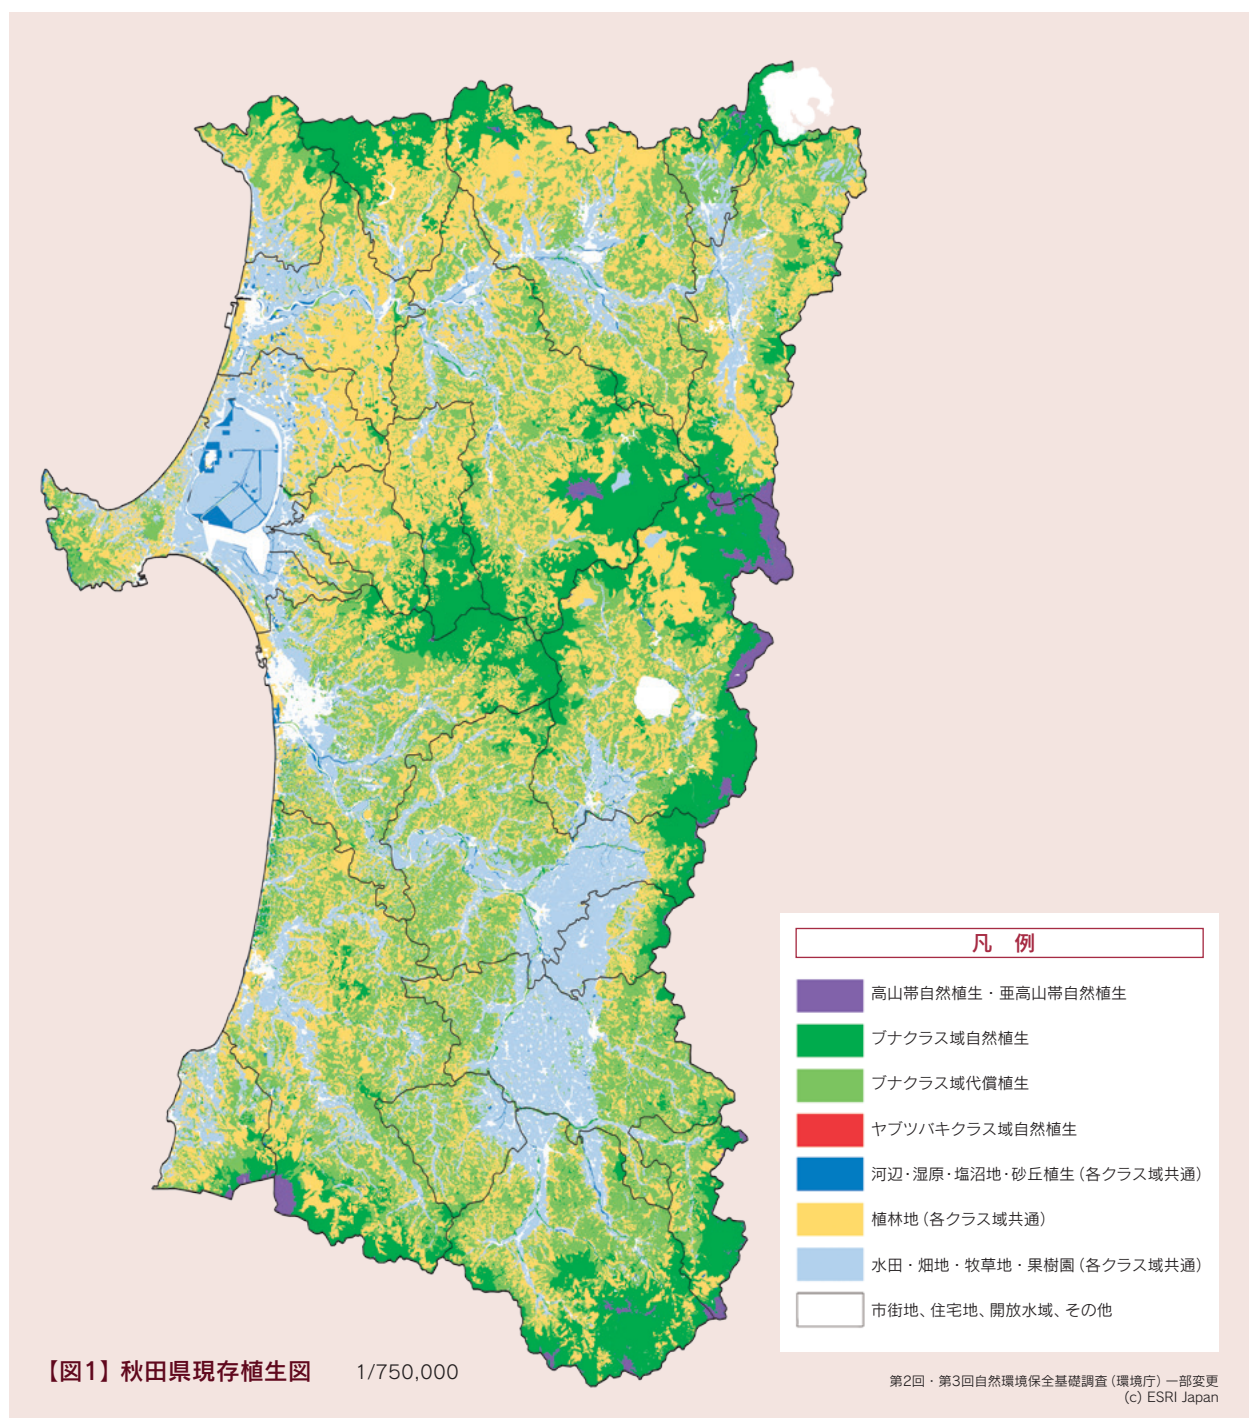 凡 例
高山帯自然植生・亜高山帯自然植生
ブナクラス域自然植生
ブナクラス域代償植生
ヤブツバキクラス域自然植生
河辺・湿原・塩沼地・砂丘植生(各クラス域共通)
植林地(各クラス域共通)
水田・畑地・牧草地・果樹園(各クラス域共通)
市街地、住宅地、開放水域、その他
【図1】秋田県現存植生図 1/750,000
第2回・第3回自然環境保全基礎調査(環境庁)一部変更
(c) ESRI Japan